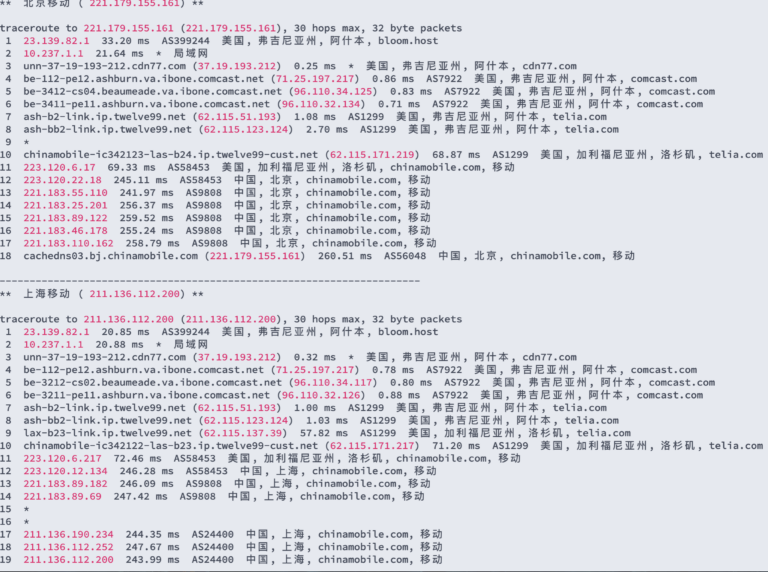 ** 北京移动 ( 221.179.155.161) **
traceroute to 221.179.155.161 (221.179.155.161), 30 hops max, 32 byte packets
1 23.139.82.1 33.20 ms AS399244 美国, 弗吉尼亚州, 阿什本, bloom.host
2 10.237.1.1 21.64 ms * 局域网
3 unn-37-19-193-212.cdn77.com (37.19.193.212) 0.25 ms * 美国, 弗吉尼亚州, 阿什本, cdn77.com
4 be-112-pe12.ashburn.va.ibone.comcast.net (71.25.197.217) 0.86 ms AS7922 美国, 弗吉尼亚州, 阿什本, comcast.com
5 be-3412-cs04.beaumeade.va.ibone.comcast.net (96.110.34.125) 0.83 ms AS7922 美国, 弗吉尼亚州, 阿什本, comcast.com
6 be-3411-pe11.ashburn.va.ibone.comcast.net (96.110.32.134) 0.71 ms AS7922 美国, 弗吉尼亚州, 阿什本, comcast.com
7 ash-b2-link.ip.twelve99.net (62.115.51.193) 1.08 ms AS1299 美国, 弗吉尼亚州, 阿什本, telia.com
8 ash-bb2-link.ip.twelve99.net (62.115.123.124) 2.70 ms AS1299 美国, 弗吉尼亚州, 阿什本, telia.com
9 *
10 chinamobile-ic342123-las-b24.ip.twelve99-cust.net (62.115.171.219) 68.87 ms AS1299 美国, 加利福尼亚州, 洛杉矶, telia.com
11 223.120.6.17 69.33 ms AS58453 美国, 加利福尼亚州, 洛杉矶, chinamobile.com, 移动
12 223.120.22.18 245.11 ms AS58453 中国, 北京, chinamobile.com, 移动
13 221.183.55.110 241.97 ms AS9808 中国, 北京, chinamobile.com, 移动
14 221.183.25.201 256.37 ms AS9808 中国, 北京, chinamobile.com, 移动
15 221.183.89.122 259.52 ms AS9808 中国, 北京, chinamobile.com, 移动
16 221.183.46.178 255.24 ms AS9808 中国, 北京, chinamobile.com, 移动
17 221.183.110.162 258.79 ms AS9808 中国, 北京, chinamobile.com, 移动
18 cachedns03.bj.chinamobile.com (221.179.155.161) 260.51 ms AS56048 中国, 北京, chinamobile.com, 移动
----------------------------------------------------------------------
** 上海移动 ( 211.136.112.200) **
traceroute to 211.136.112.200 (211.136.112.200), 30 hops max, 32 byte packets
1 23.139.82.1 20.85 ms AS399244 美国, 弗吉尼亚州, 阿什本, bloom.host
2 10.237.1.1 20.88 ms * 局域网
3 unn-37-19-193-212.cdn77.com (37.19.193.212) 0.32 ms * 美国, 弗吉尼亚州, 阿什本, cdn77.com
4 be-112-pe12.ashburn.va.ibone.comcast.net (71.25.197.217) 0.78 ms AS7922 美国, 弗吉尼亚州, 阿什本, comcast.com
5 be-3212-cs02.beaumeade.va.ibone.comcast.net (96.110.34.117) 0.80 ms AS7922 美国, 弗吉尼亚州, 阿什本, comcast.com
6 be-3211-pe11.ashburn.va.ibone.comcast.net (96.110.32.126) 0.88 ms AS7922 美国, 弗吉尼亚州, 阿什本, comcast.com
7 ash-b2-link.ip.twelve99.net (62.115.51.193) 1.00 ms AS1299 美国, 弗吉尼亚州, 阿什本, telia.com
8 ash-bb2-link.ip.twelve99.net (62.115.123.124) 1.03 ms AS1299 美国, 弗吉尼亚州, 阿什本, telia.com
9 lax-b23-link.ip.twelve99.net (62.115.137.39) 57.82 ms AS1299 美国, 加利福尼亚州, 洛杉矶, telia.com
10 chinamobile-ic342122-las-b23.ip.twelve99-cust.net (62.115.171.217) 71.20 ms AS1299 美国, 加利福尼亚州, 洛杉矶, telia.com
11 223.120.6.217 72.46 ms AS58453 美国, 加利福尼亚州, 洛杉矶, chinamobile.com, 移动
12 223.120.12.134 246.28 ms AS58453 中国, 上海, chinamobile.com, 移动
13 221.183.89.182 246.09 ms AS9808 中国, 上海, chinamobile.com, 移动
14 221.183.89.69 247.42 ms AS9808 中国, 上海, chinamobile.com, 移动
15 *
16 *
17 211.136.190.234 244.35 ms AS24400 中国, 上海, chinamobile.com, 移动
18 211.136.112.252 247.67 ms AS24400 中国, 上海, chinamobile.com, 移动
19 211.136.112.200 243.99 ms AS24400 中国, 上海, chinamobile.com, 移动